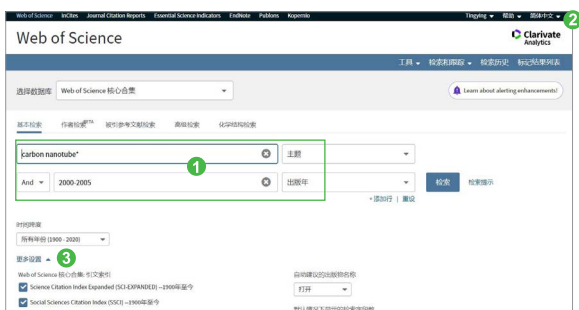 Web of Science InCites Journal Citation Reports Essential Science Indicators EndNote Publons Kopernio Tingying 帮助 简体中文 2
Web of Science Clarivate Analytics
工具 检索和跟踪 检索历史 标记结果列表
选择数据库 Web of Science 核心合集 Learn about alerting enhancements!
基本检索 作者检索BETA 被引参考文献检索 高级检索 化学结构检索
carbon nanotube* 主题
1
And 2000-2005 出版年 检索 检索提示
+添加行 | 重设
时间跨度
所有年份 (1900 - 2020)
更多设置 3
Web of Science 核心合集: 引文索引 自动建议的出版物名称
Science Citation Index Expanded (SCI-EXPANDED) --1900年至今 打开
Social Sciences Citation Index (SSCI) --1900年至今